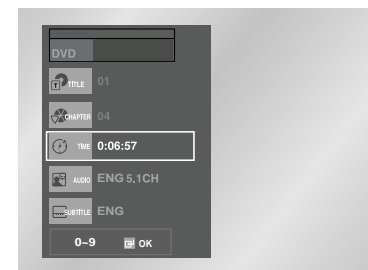 DVD
TITLE 01
CHAPTER 04
TIME 0:06:57
AUDIO ENG 5.1CH
SUBTITLE ENG
0~9 OK